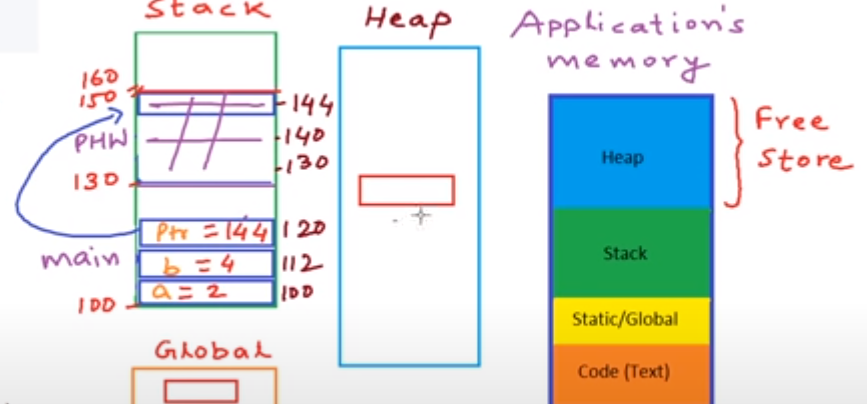 Stack
Heap
Application's
memory
160
150
144
PHW
140
130
130
Ptr = 144
120
main
b = 4
112
a = 2
100
100
Global
Heap
Free
Store
Stack
Static/Global
Code (Text)